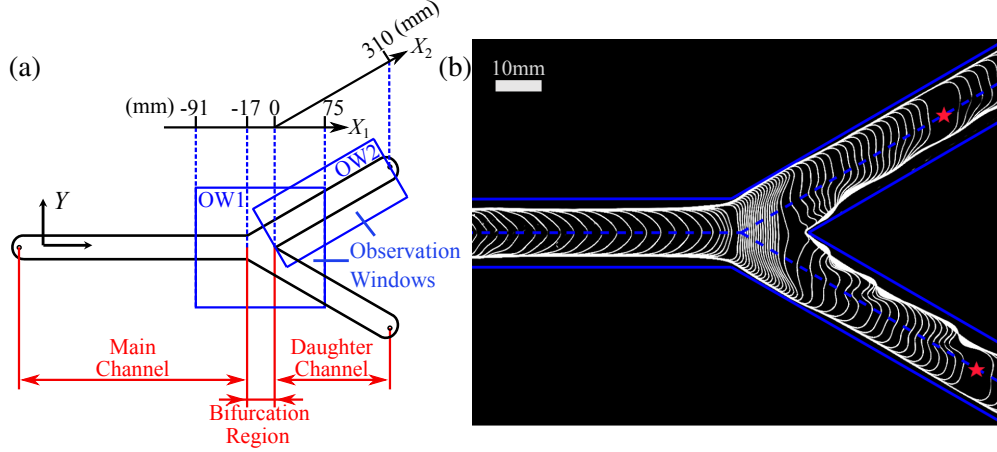 (a)
310 (mm)
X₂
(mm) -91 -17 0 75
X₁
OW1
OW2
Y
Observation
Windows
Main
Channel
Daughter
Channel
Bifurcation
Region
(b)
10mm